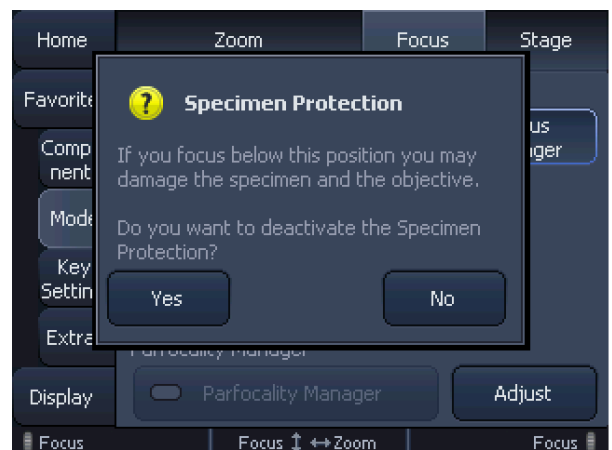 Home Zoom Focus Stage
Favorite
Specimen Protection
us
ager
Comp
nent
If you focus below this position you may
damage the specimen and the objective.
Mode
Do you want to deactivate the Specimen
Protection?
Key
Settin
Yes No
Extra
Parfocality Manager
Parfocality Manager Adjust
Display
Focus Focus ↕ ↔ Zoom Focus